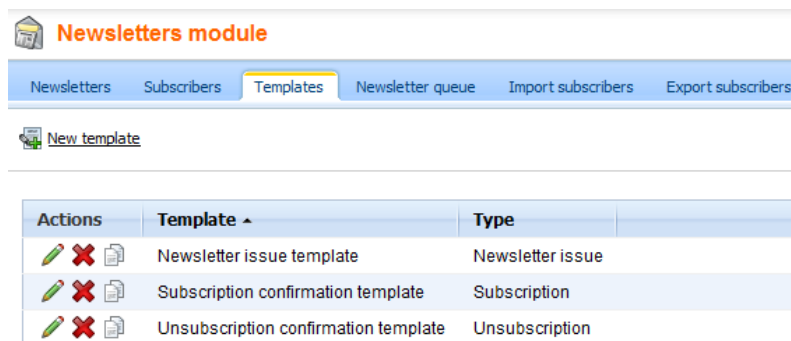 Newsletters module
Newsletters Subscribers Templates Newsletter queue Import subscribers Export subscribers
New template
Actions Template Type
Newsletter issue template Newsletter issue
Subscription confirmation template Subscription
Unsubscription confirmation template Unsubscription